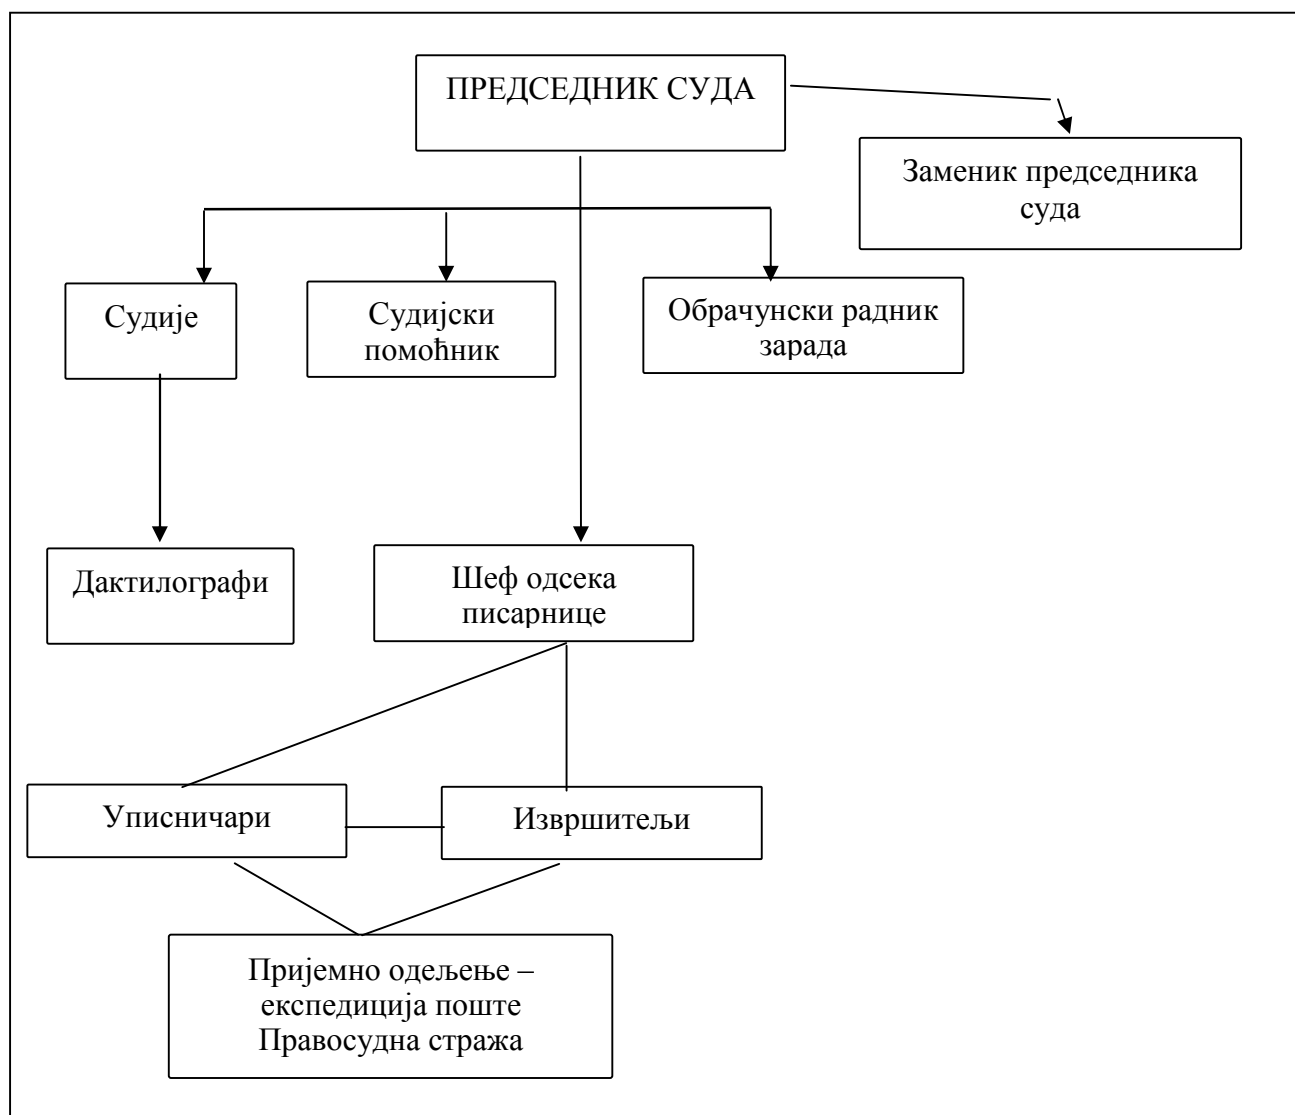 ПРЕДСЕДНИК СУДА
Заменик председника
суда
Судије
Судијски
помоћник
Обрачунски радник
зарада
Дактилографи
Шеф одсека
писарнице
Уписничари
Извршитељи
Пријемно одељење –
експедиција поште
Правосудна стража